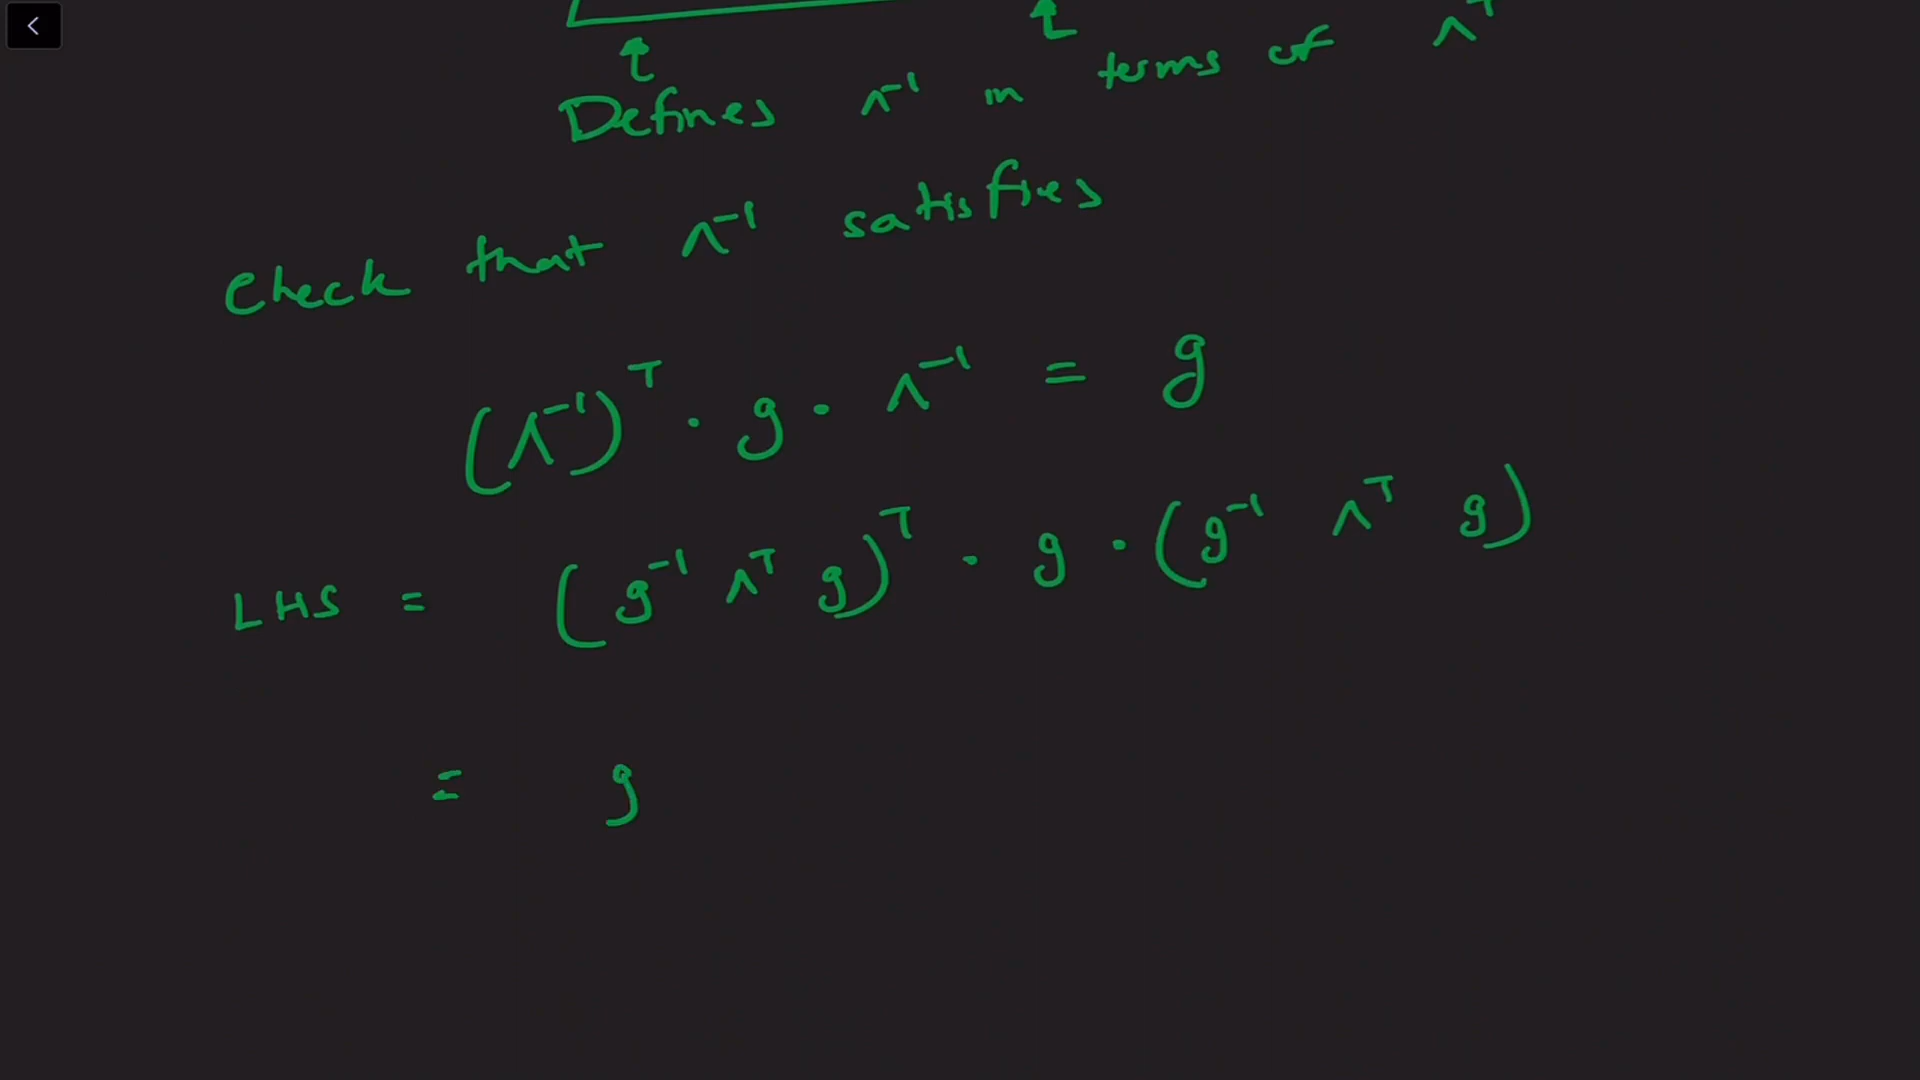 Defines Λ⁻¹ in terms of Λᵀ
Check that Λ⁻¹ satisfies
(Λ⁻¹)ᵀ · g · Λ⁻¹ = g
LHS = (g⁻¹ Λᵀ g)ᵀ · g · (g⁻¹ Λᵀ g)
= g